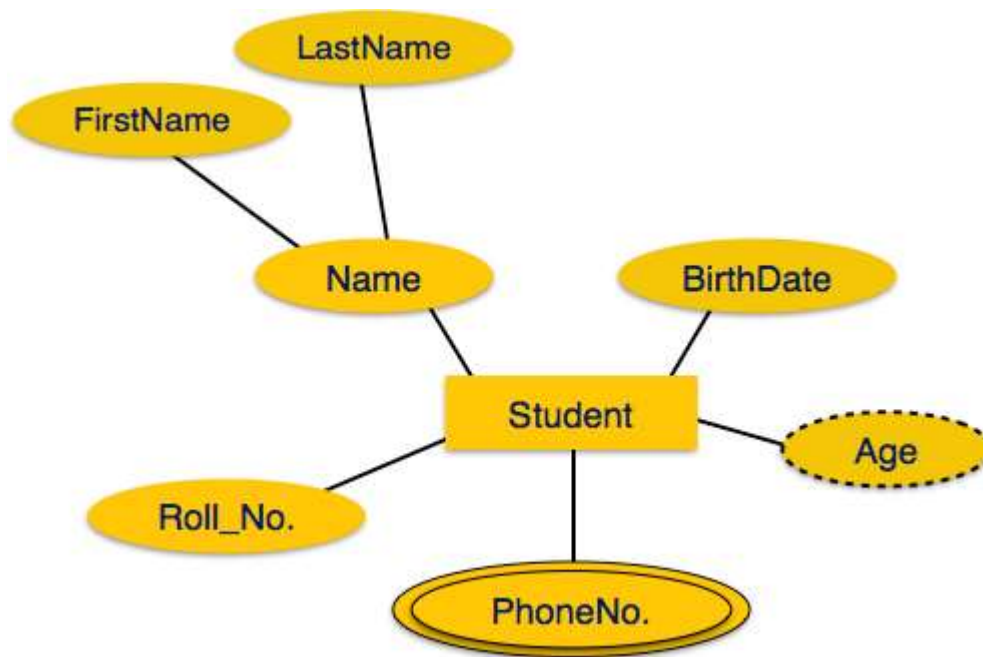 LastName
FirstName
Name
BirthDate
Student
Age
Roll_No.
PhoneNo.